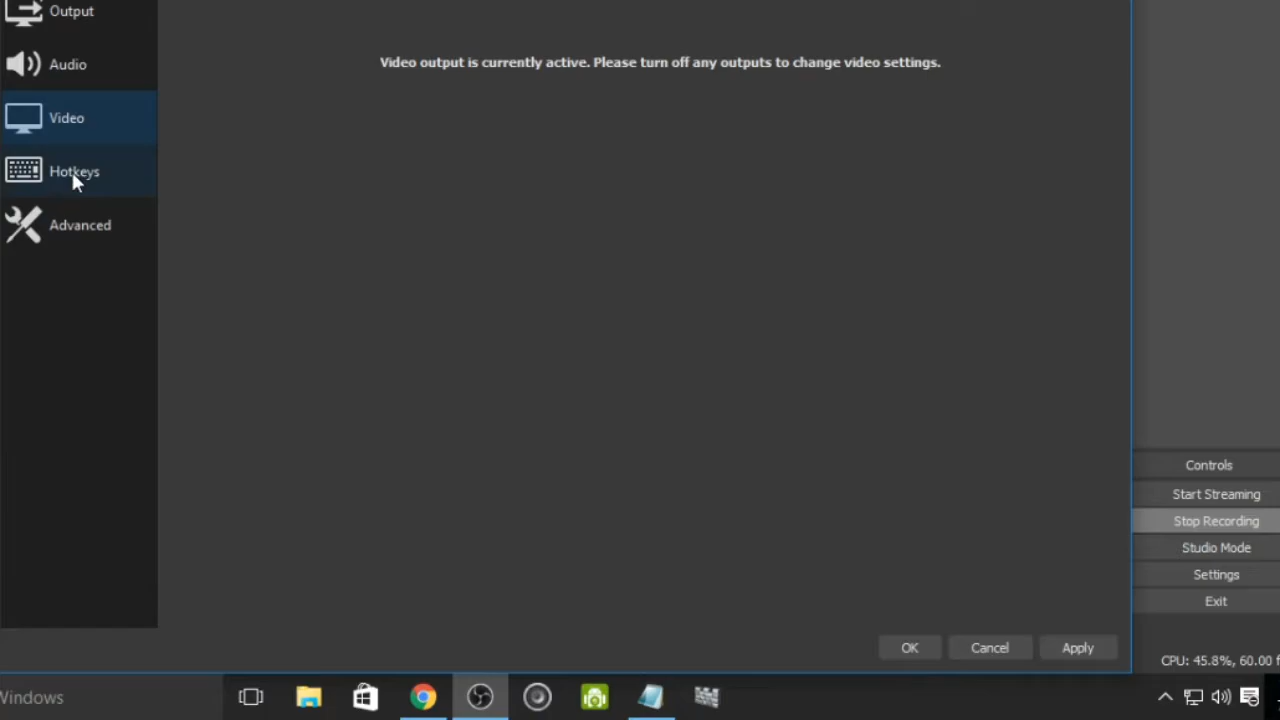 Output
Audio
Video output is currently active. Please turn off any outputs to change video settings.
Video
Hotkeys
Advanced
Controls
Start Streaming
Stop Recording
Studio Mode
Settings
Exit
OK
Cancel
Apply
CPU: 45.8%, 60.00 f
Windows